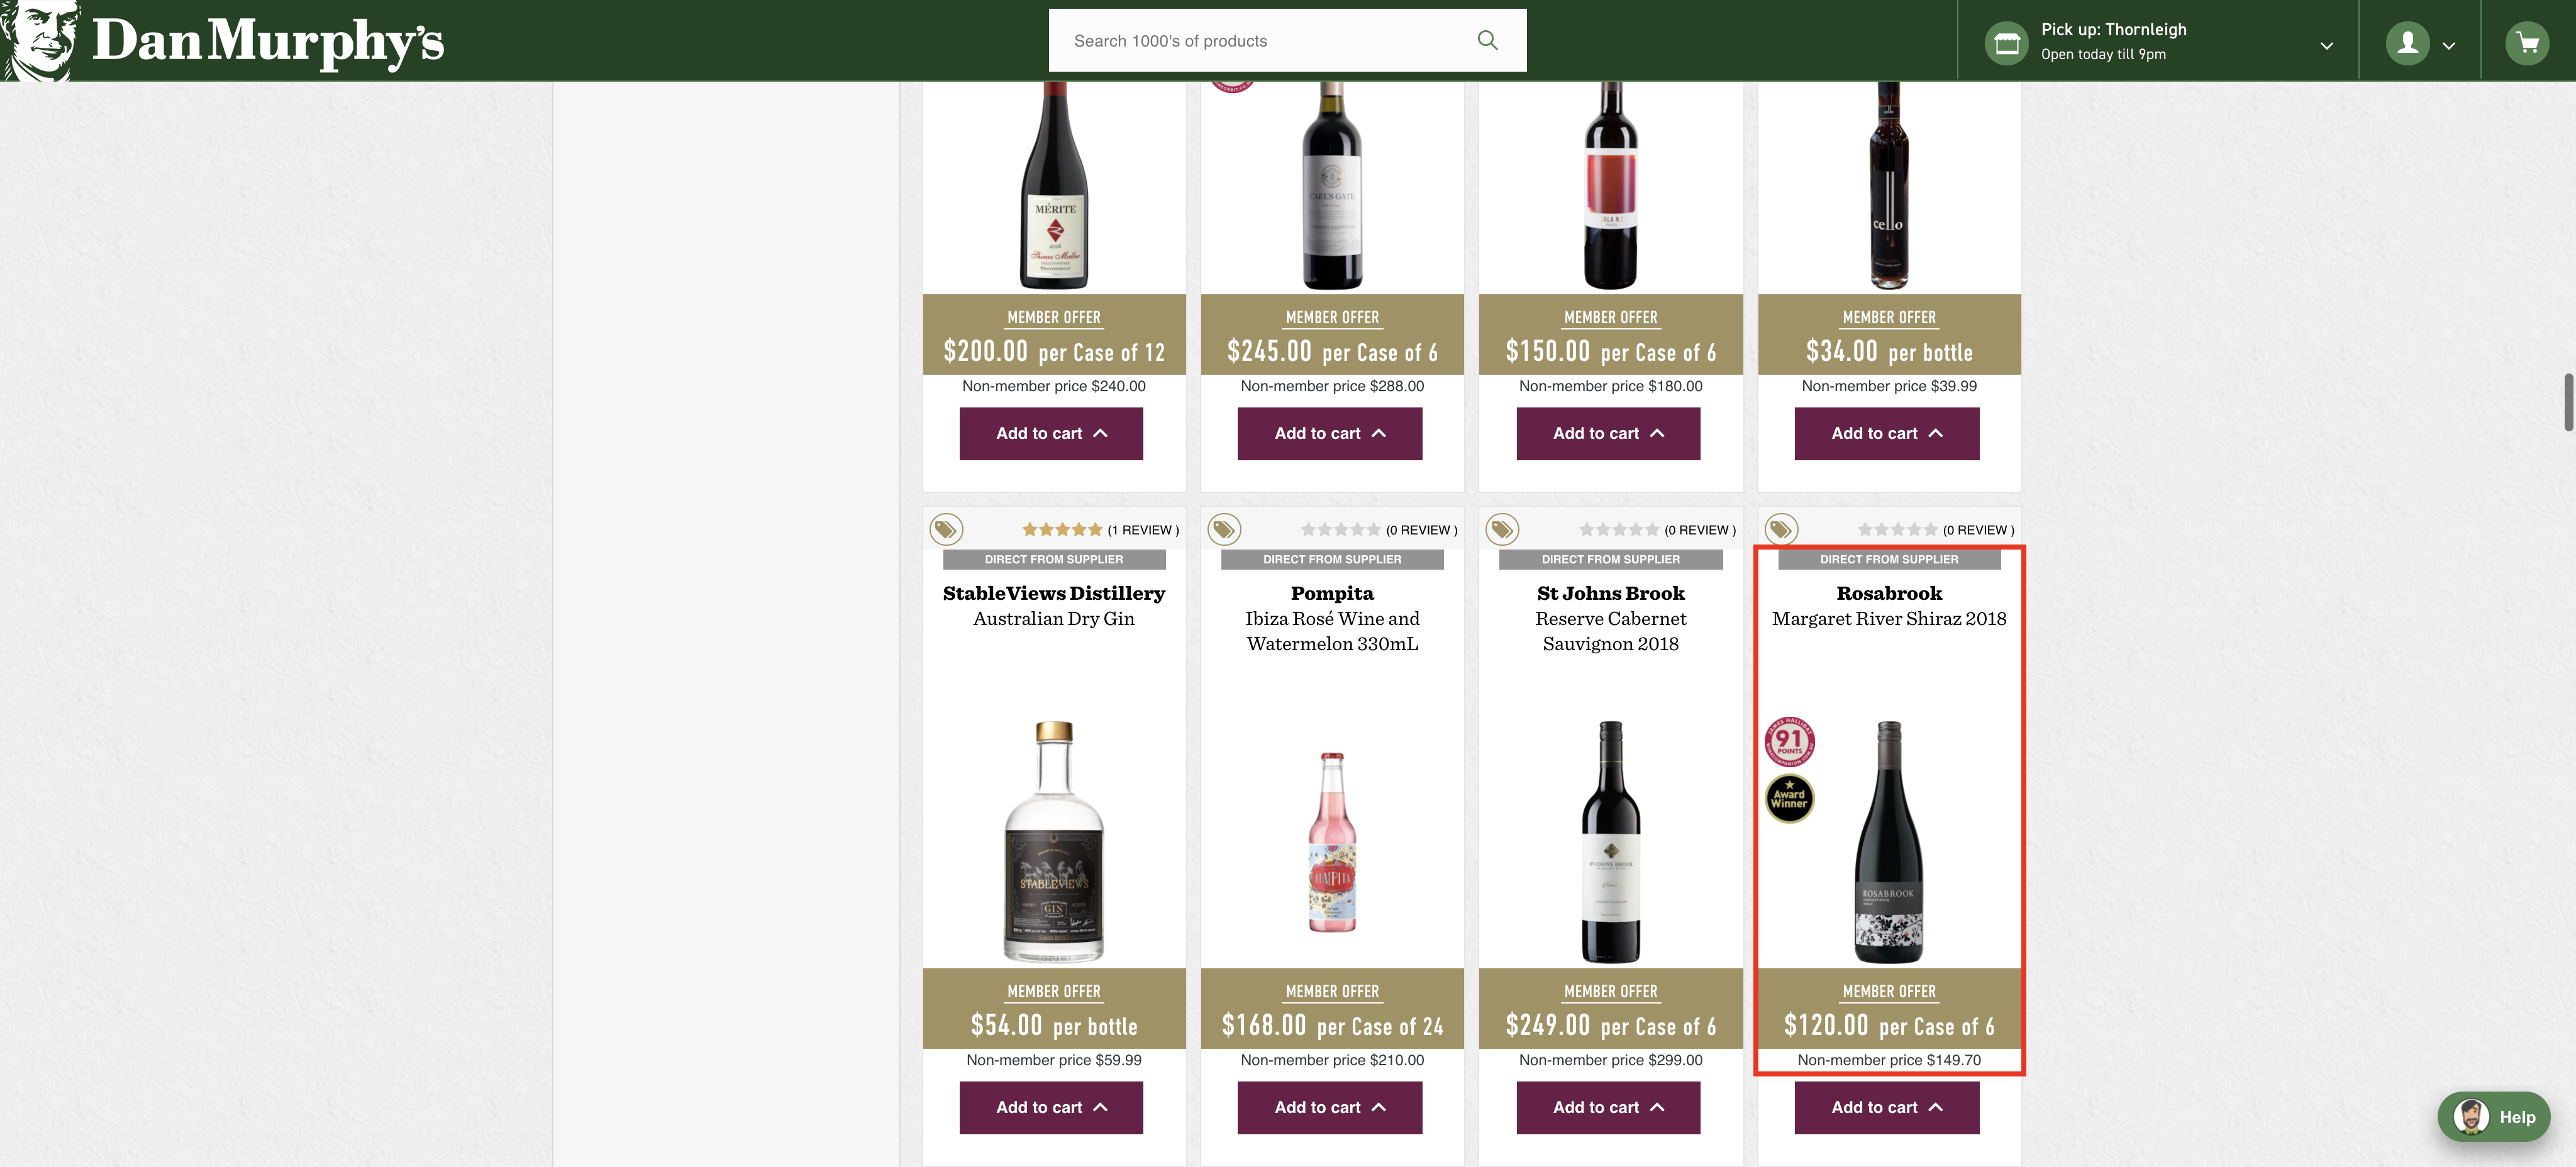 Dan Murphy's
Search 1000's of products
Pick up: Thornleigh
Open today till 9pm
MÉRITE
2018
Shiraz Malbec
CAEL'S GATE
cello
MEMBER OFFER
$200.00 per Case of 12
Non-member price $240.00
Add to cart
MEMBER OFFER
$245.00 per Case of 6
Non-member price $288.00
Add to cart
MEMBER OFFER
$150.00 per Case of 6
Non-member price $180.00
Add to cart
MEMBER OFFER
$34.00 per bottle
Non-member price $39.99
Add to cart
(1 REVIEW )
DIRECT FROM SUPPLIER
StableViews Distillery
Australian Dry Gin
STABLEVIEWS
GIN
MEMBER OFFER
$54.00 per bottle
Non-member price $59.99
Add to cart
(0 REVIEW )
DIRECT FROM SUPPLIER
Pompita
Ibiza Rosé Wine and
Watermelon 330mL
MEMBER OFFER
$168.00 per Case of 24
Non-member price $210.00
Add to cart
(0 REVIEW )
DIRECT FROM SUPPLIER
St Johns Brook
Reserve Cabernet
Sauvignon 2018
ST JOHNS BROOK
MEMBER OFFER
$249.00 per Case of 6
Non-member price $299.00
Add to cart
(0 REVIEW )
DIRECT FROM SUPPLIER
Rosabrook
Margaret River Shiraz 2018
JAMES HALLIDAY
91
POINTS
Award
Winner
ROSABROOK
MEMBER OFFER
$120.00 per Case of 6
Non-member price $149.70
Add to cart
Help